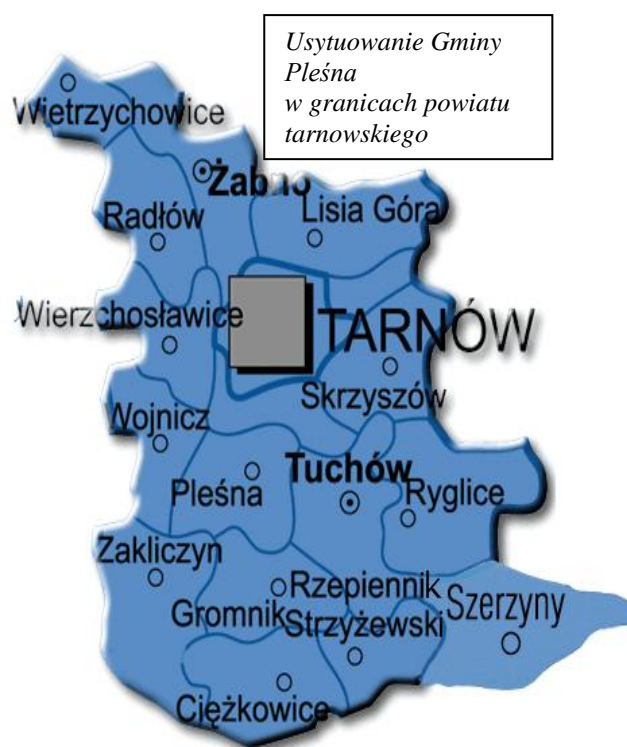 Usytuowanie Gminy
Pleśna
w granicach powiatu
tarnowskiego
Wietrzychowice
Żabno
Radłów
Lisia Góra
Wierzchosławice
TARNÓW
Skrzyszów
Wojnicz
Pleśna
Tuchów
Ryglice
Zakliczyn
Gromnik
Rzepiennik
Strzyżewski
Szerzyny
Ciężkowice